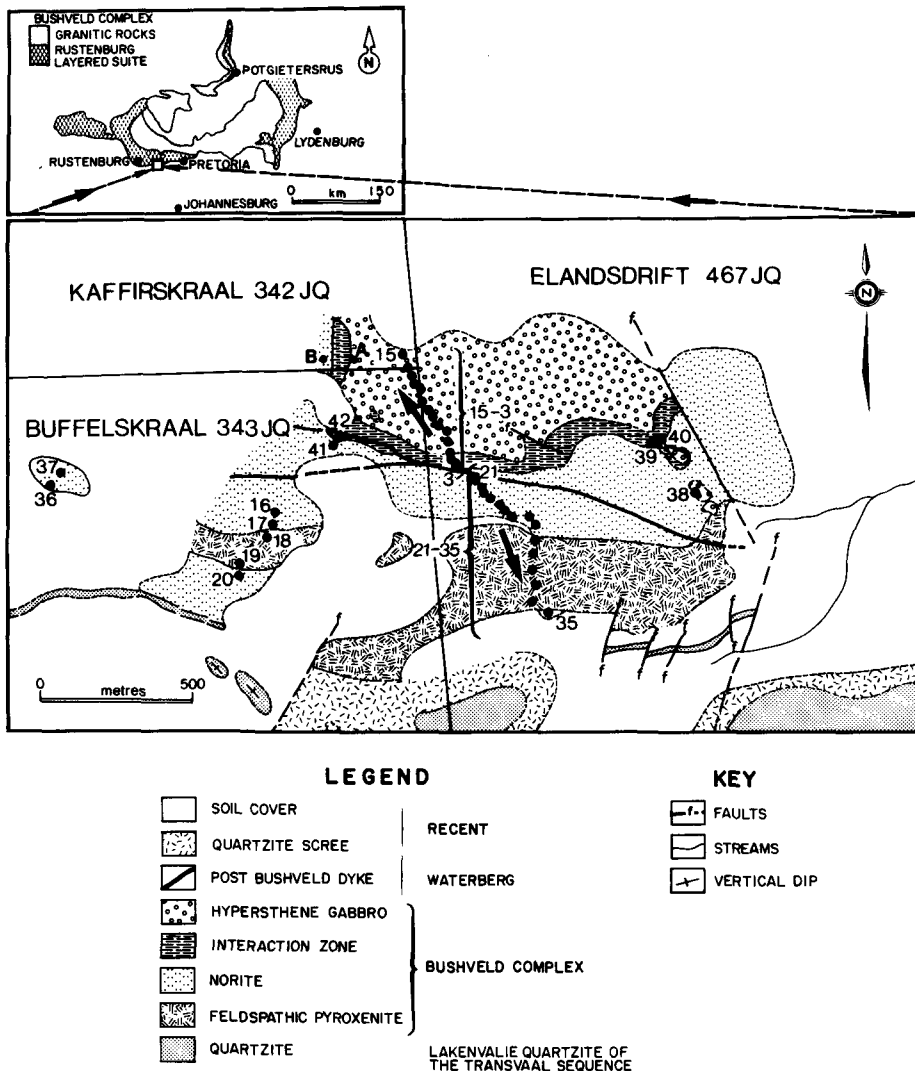 BUSHVELD COMPLEX
GRANITIC ROCKS
RUSTENBURG
LAYERED SUITE
N
POTGIETERSRUS
LYDENBURG
RUSTENBURG
PRETORIA
0 km 150
JOHANNESBURG
KAFFIRSKRAAL 342 JQ
ELANDSDRIFT 467 JQ
N
f
B
A
15
15-3
BUFFELSKRAAL 343 JQ
42
41
40
39
37
36
3
21
38
16
17
18
19
20
21-35
35
f
f
f
f
f
f
f
f
0 metres 500
LEGEND
SOIL COVER
QUARTZITE SCREE
RECENT
POST BUSHVELD DYKE
WATERBERG
HYPERSTHENE GABBRO
INTERACTION ZONE
NORITE
FELDSPATHIC PYROXENITE
BUSHVELD COMPLEX
QUARTZITE
LAKENVALIE QUARTZITE OF
THE TRANSVAAL SEQUENCE
KEY
f
FAULTS
STREAMS
VERTICAL DIP